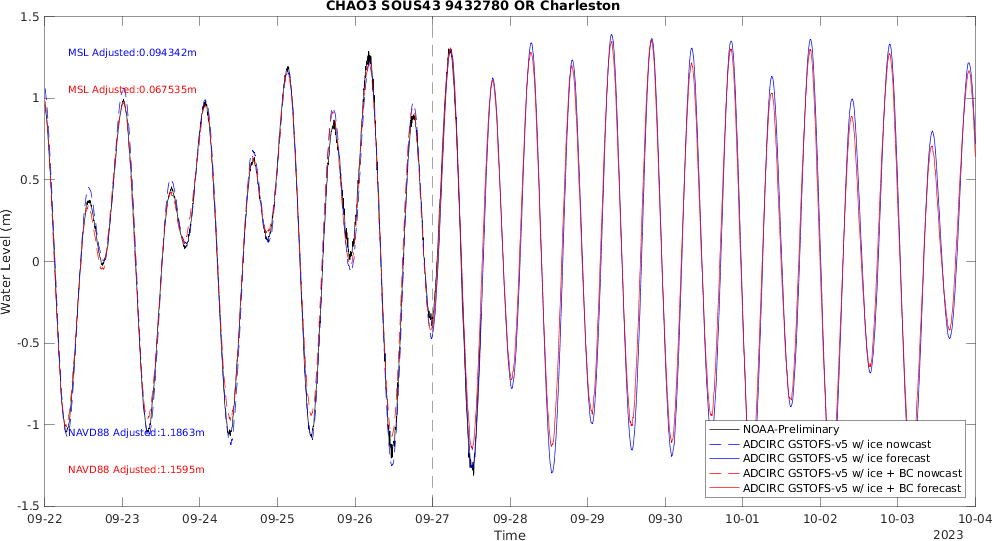 CHAO3 SOUS43 9432780 OR Charleston
1.5
MSL Adjusted:0.094342m
MSL Adjusted:0.067535m
1
0.5
Water Level (m)
0
-0.5
-1
NAVD88 Adjusted:1.1863m
NAVD88 Adjusted:1.1595m
-1.5
NOAA-Preliminary
ADCIRC GSTOFS-v5 w/ ice nowcast
ADCIRC GSTOFS-v5 w/ ice forecast
ADCIRC GSTOFS-v5 w/ ice + BC nowcast
ADCIRC GSTOFS-v5 w/ ice + BC forecast
09-22 09-23 09-24 09-25 09-26 09-27 09-28 09-29 09-30 10-01 10-02 10-03 10-04
Time
2023